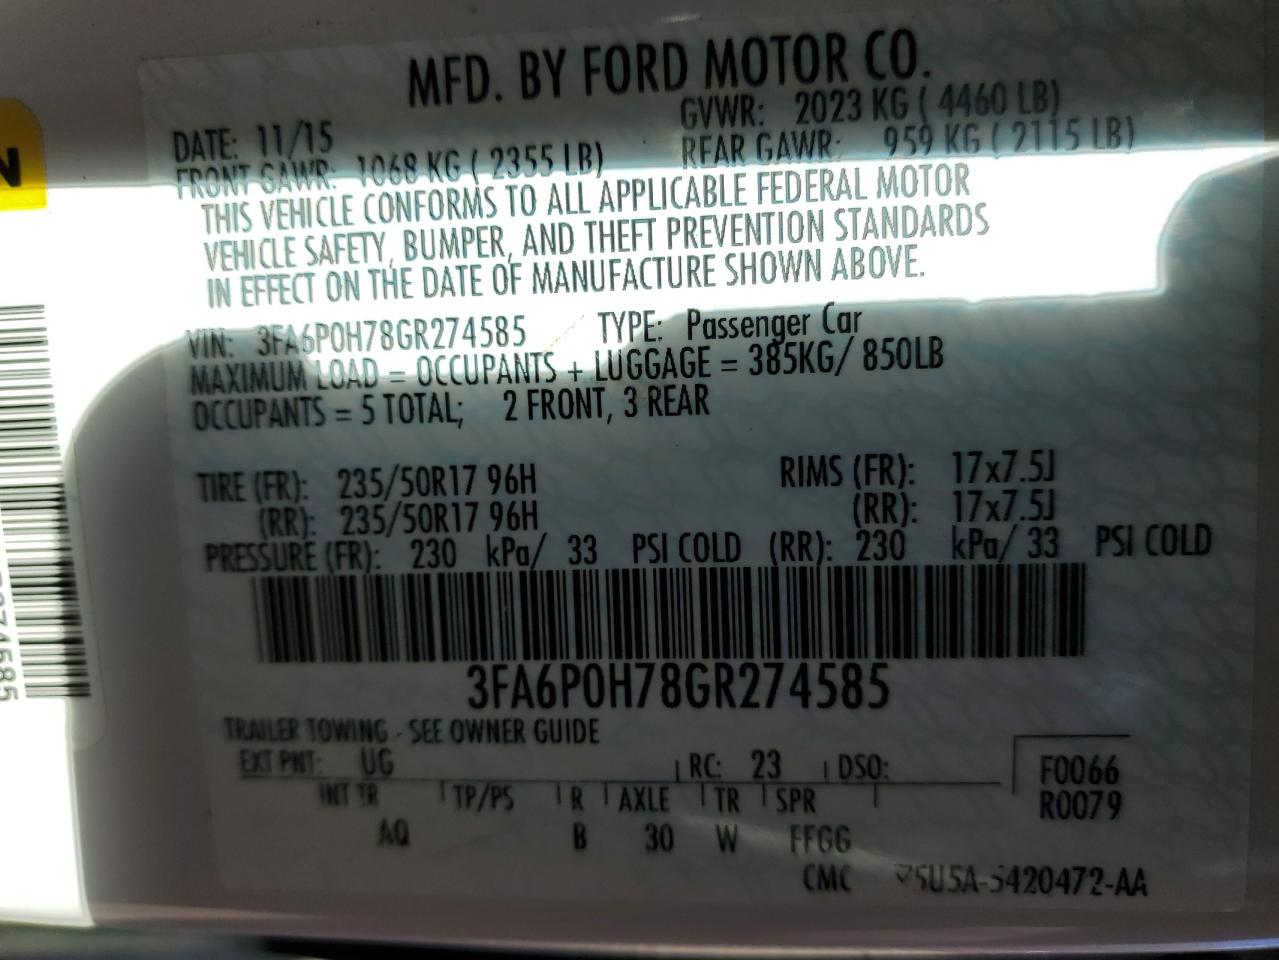 MFD. BY FORD MOTOR CO.
DATE: 11/15 GVWR: 2023 KG ( 4460 LB)
FRONT GAWR: 1068 KG ( 2355 LB) REAR GAWR: 959 KG ( 2115 LB)
THIS VEHICLE CONFORMS TO ALL APPLICABLE FEDERAL MOTOR
VEHICLE SAFETY, BUMPER, AND THEFT PREVENTION STANDARDS
IN EFFECT ON THE DATE OF MANUFACTURE SHOWN ABOVE.
VIN: 3FA6P0H78GR274585 TYPE: Passenger Car
MAXIMUM LOAD = OCCUPANTS + LUGGAGE = 385KG/ 850LB
OCCUPANTS = 5 TOTAL; 2 FRONT, 3 REAR
TIRE (FR): 235/50R17 96H RIMS (FR): 17x7.5J
(RR): 235/50R17 96H (RR): 17x7.5J
PRESSURE (FR): 230 kPa/ 33 PSI COLD (RR): 230 kPa/ 33 PSI COLD
3FA6P0H78GR274585
TRAILER TOWING - SEE OWNER GUIDE
EXT PNT: UG RC: 23 DSO: F0066
INT TR TP/PS R AXLE TR SPR R0079
AQ B 30 W FFGG
CMC 5420472-AA
N